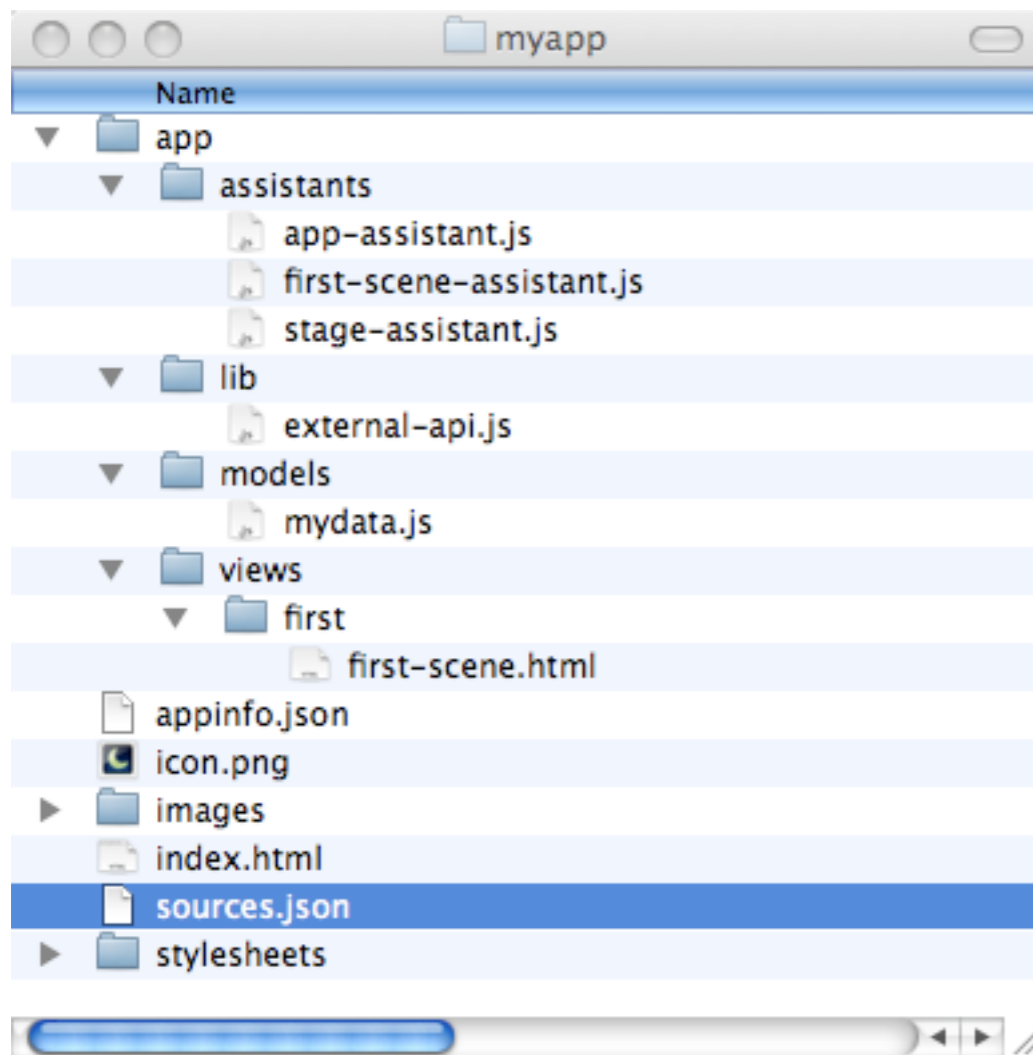 myapp
Name
app
assistants
app-assistant.js
first-scene-assistant.js
stage-assistant.js
lib
external-api.js
models
mydata.js
views
first
first-scene.html
appinfo.json
icon.png
images
index.html
sources.json
stylesheets